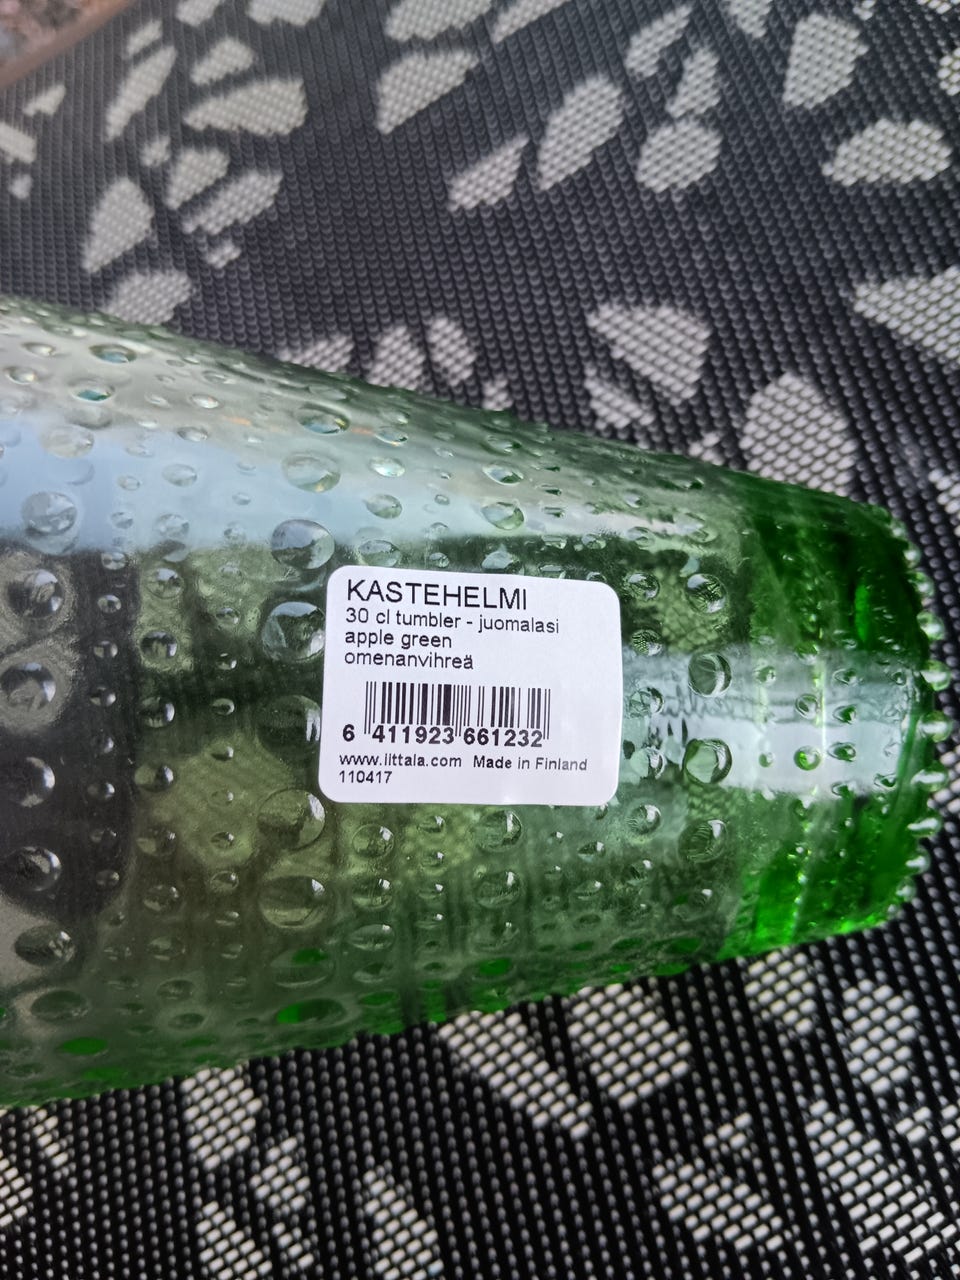 KASTEHELMI
30 cl tumbler - juomalasi
apple green
omenanvihreä
6 411923 661232
www.iittala.com Made in Finland
110417